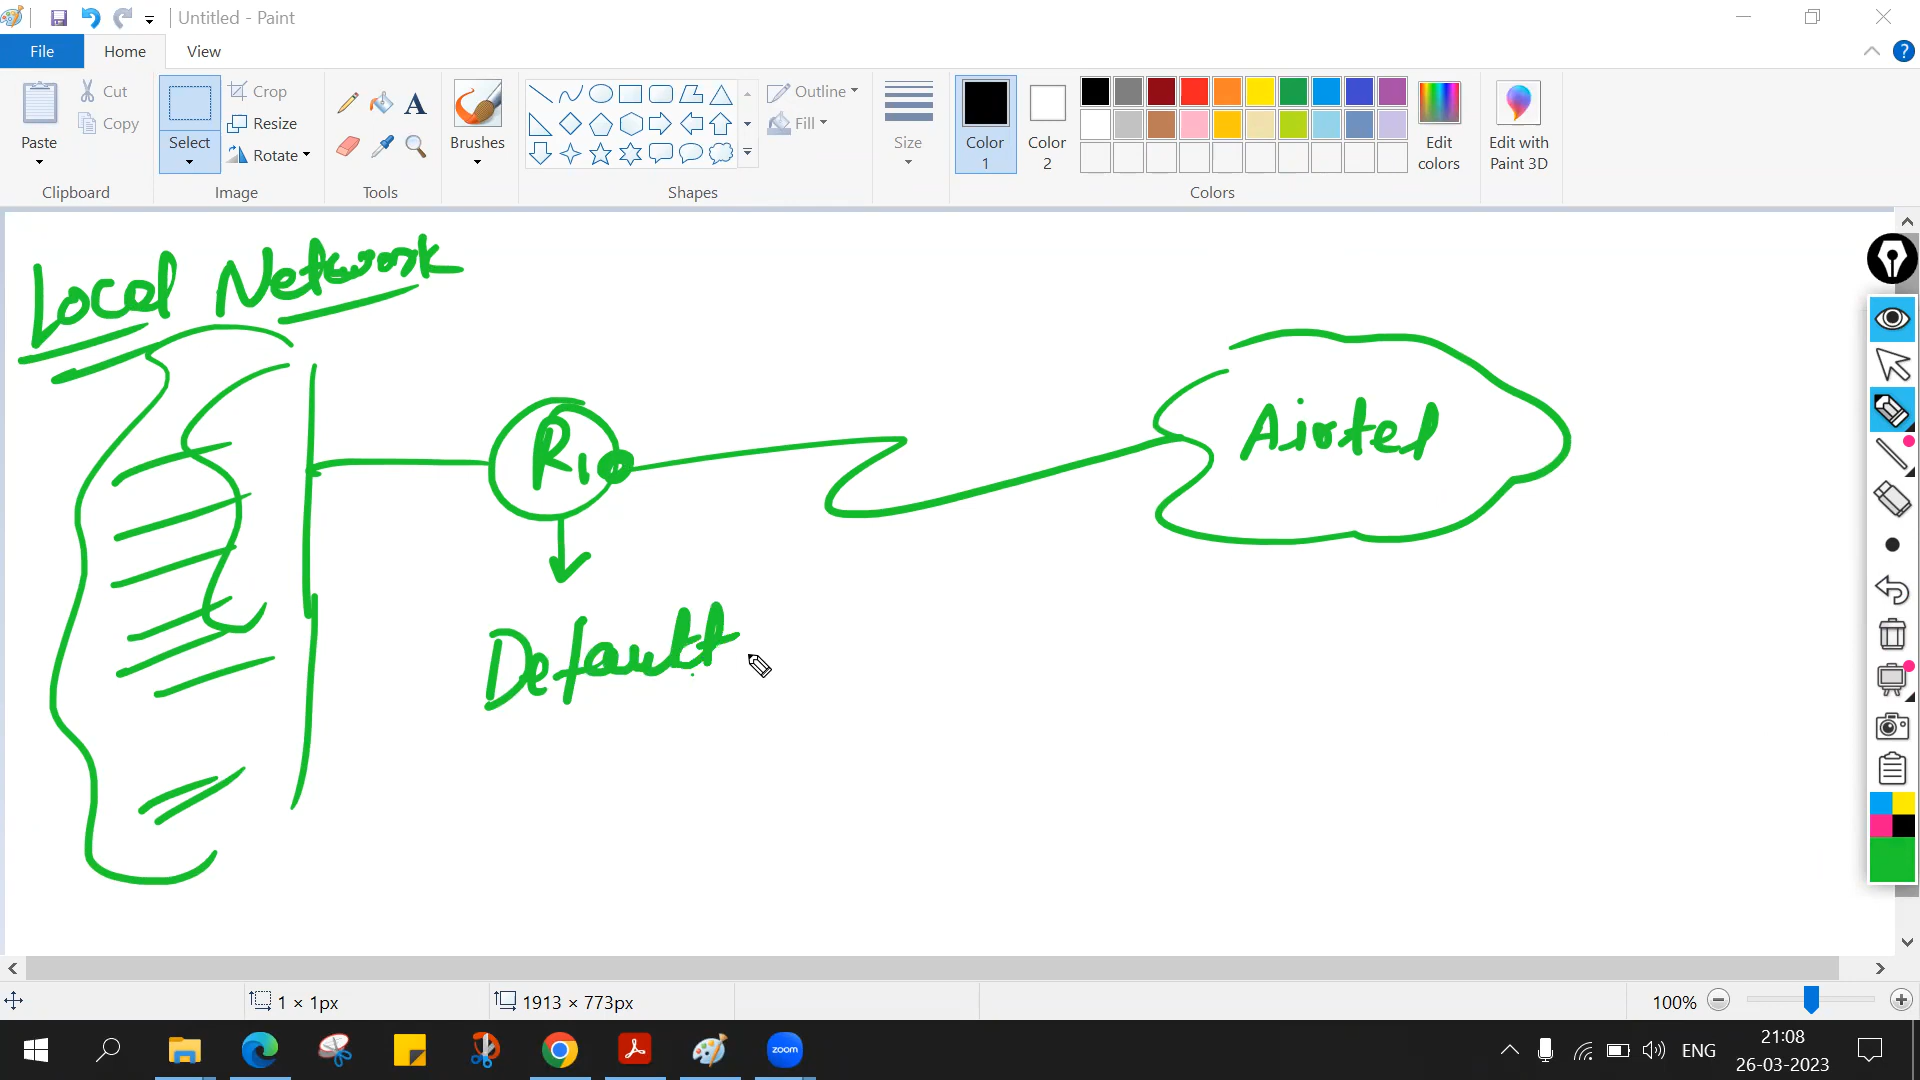 Untitled - Paint
File Home View
Paste
Cut
Copy
Clipboard
Select
Crop
Resize
Rotate
Image
A
Tools
Brushes
Outline
Fill
Shapes
Size
Color 1
Color 2
Colors
Edit colors
Edit with Paint 3D
?
Local Network
R1
Airtel
Default
1 × 1px
1913 × 773px
100%
zoom
ENG
21:08
26-03-2023